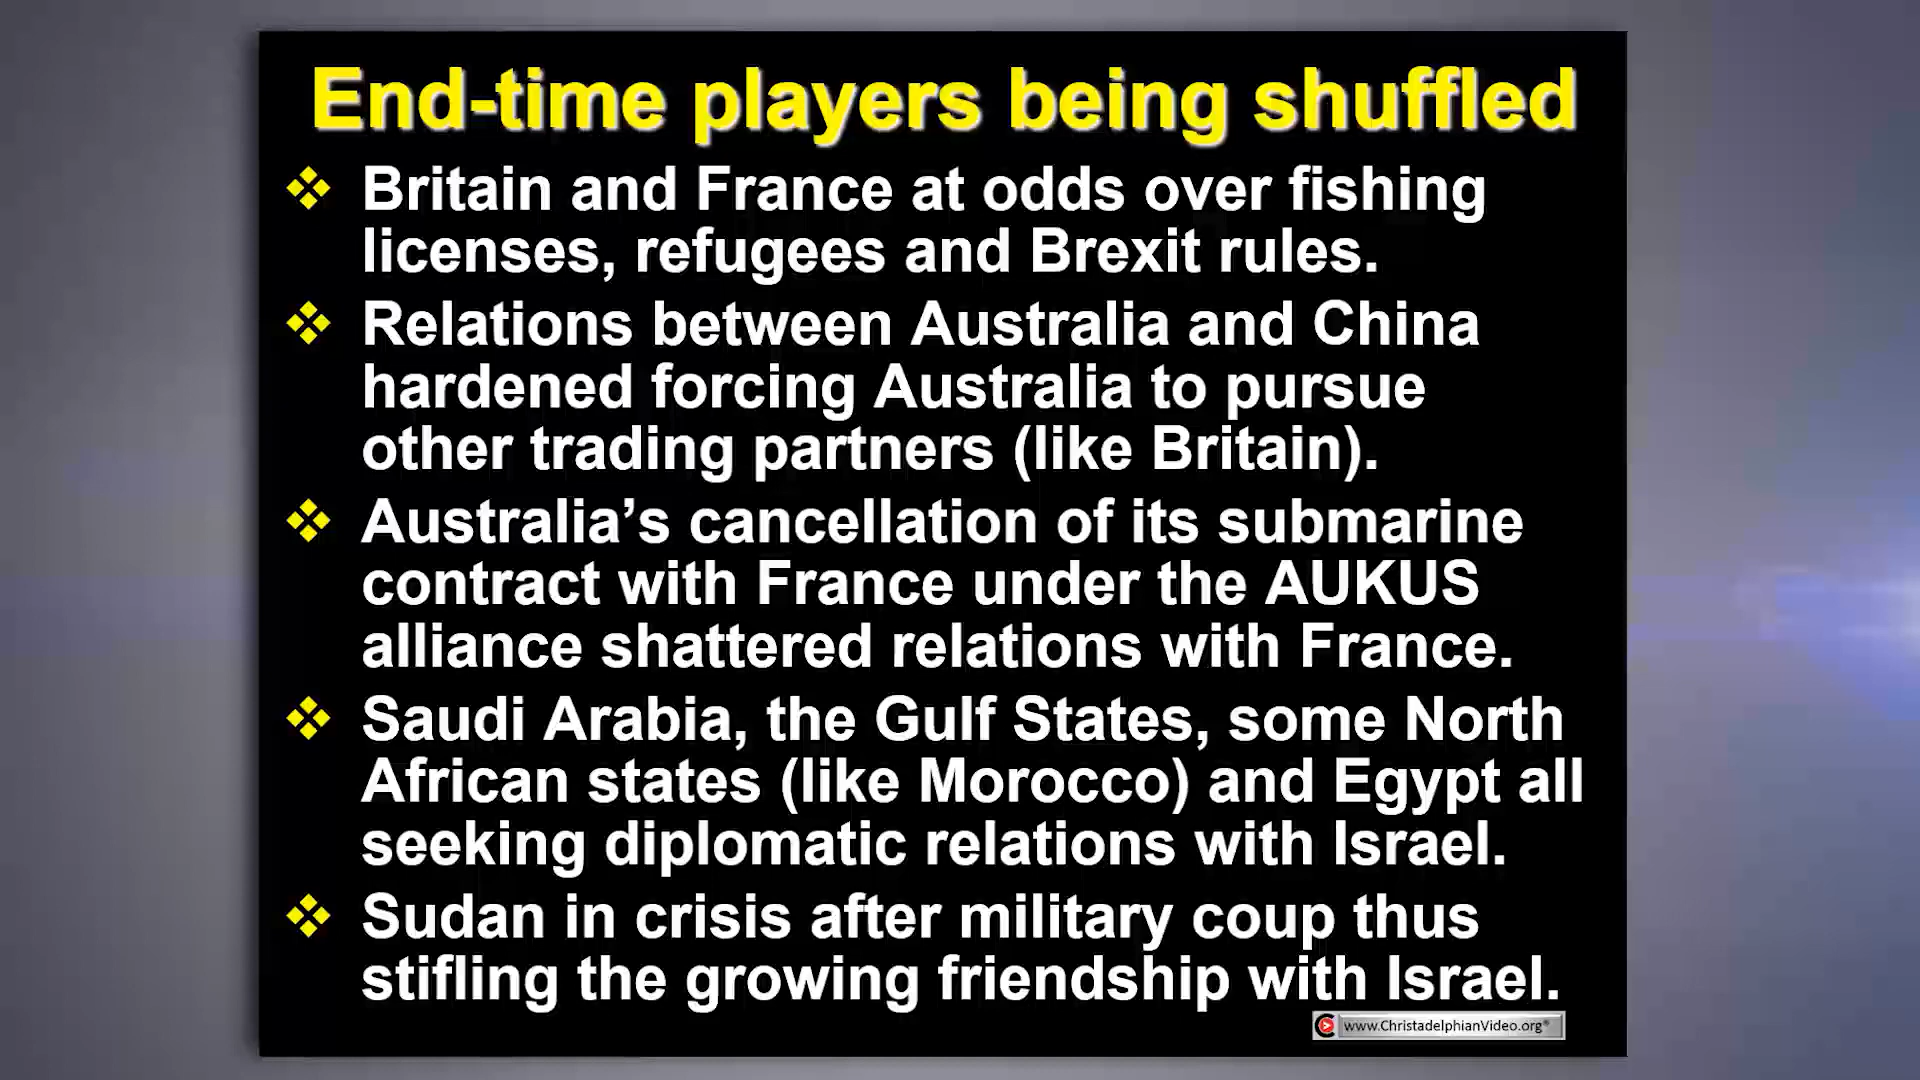 End-time players being shuffled
❖ Britain and France at odds over fishing
licenses, refugees and Brexit rules.
❖ Relations between Australia and China
hardened forcing Australia to pursue
other trading partners (like Britain).
❖ Australia’s cancellation of its submarine
contract with France under the AUKUS
alliance shattered relations with France.
❖ Saudi Arabia, the Gulf States, some North
African states (like Morocco) and Egypt all
seeking diplomatic relations with Israel.
❖ Sudan in crisis after military coup thus
stifling the growing friendship with Israel.
www.ChristadelphianVideo.org®